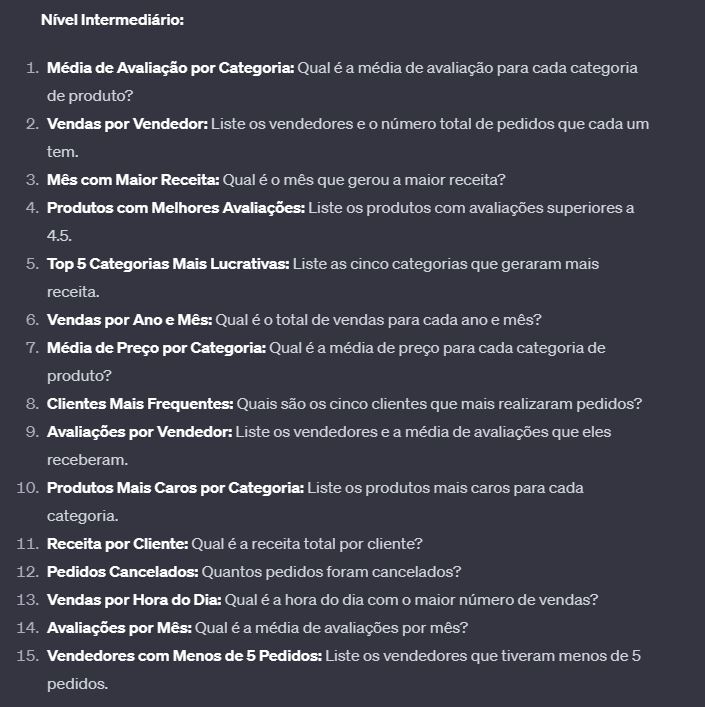 Nível Intermediário:
1. Média de Avaliação por Categoria: Qual é a média de avaliação para cada categoria
de produto?
2. Vendas por Vendedor: Liste os vendedores e o número total de pedidos que cada um
tem.
3. Mês com Maior Receita: Qual é o mês que gerou a maior receita?
4. Produtos com Melhores Avaliações: Liste os produtos com avaliações superiores a
4.5.
5. Top 5 Categorias Mais Lucrativas: Liste as cinco categorias que geraram mais
receita.
6. Vendas por Ano e Mês: Qual é o total de vendas para cada ano e mês?
7. Média de Preço por Categoria: Qual é a média de preço para cada categoria de
produto?
8. Clientes Mais Frequentes: Quais são os cinco clientes que mais realizaram pedidos?
9. Avaliações por Vendedor: Liste os vendedores e a média de avaliações que eles
receberam.
10. Produtos Mais Caros por Categoria: Liste os produtos mais caros para cada
categoria.
11. Receita por Cliente: Qual é a receita total por cliente?
12. Pedidos Cancelados: Quantos pedidos foram cancelados?
13. Vendas por Hora do Dia: Qual é a hora do dia com o maior número de vendas?
14. Avaliações por Mês: Qual é a média de avaliações por mês?
15. Vendedores com Menos de 5 Pedidos: Liste os vendedores que tiveram menos de 5
pedidos.